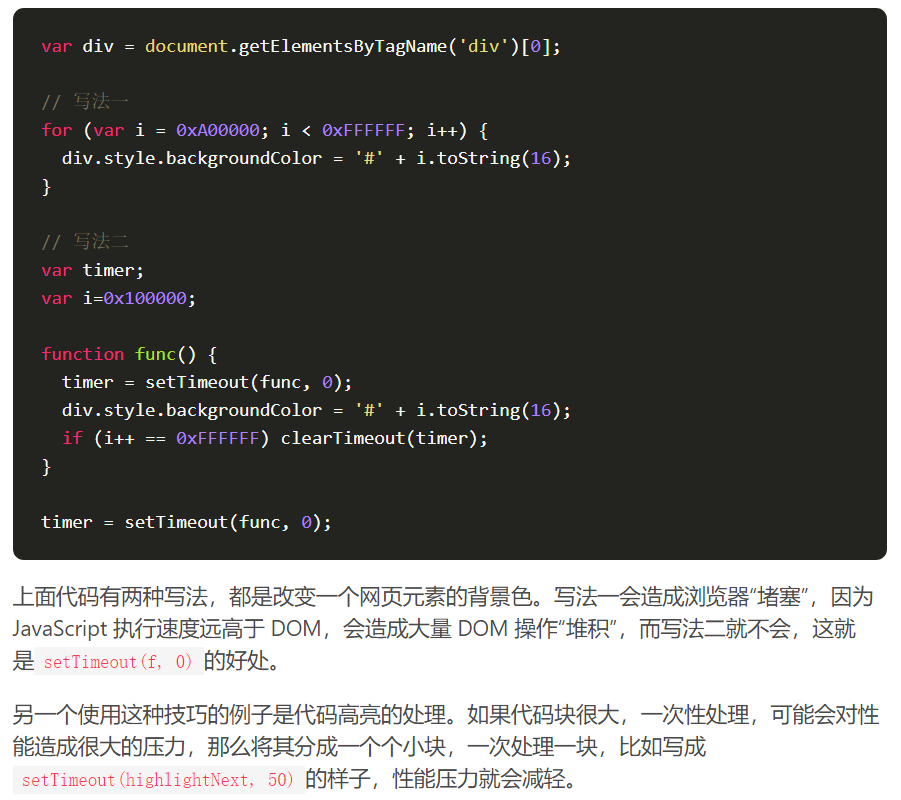 var div = document.getElementsByTagName('div')[0];
// 写法一
for (var i = 0xA00000; i < 0xFFFFFF; i++) {
  div.style.backgroundColor = '#' + i.toString(16);
}
// 写法二
var timer;
var i=0x100000;
function func() {
  timer = setTimeout(func, 0);
  div.style.backgroundColor = '#' + i.toString(16);
  if (i++ == 0xFFFFFF) clearTimeout(timer);
}
timer = setTimeout(func, 0);
上面代码有两种写法，都是改变一个网页元素的背景色。写法一会造成浏览器“堵塞”，因为
JavaScript 执行速度远高于 DOM，会造成大量 DOM 操作“堆积”，而写法二就不会，这就
是 setTimeout(f, 0) 的好处。
另一个使用这种技巧的例子是代码高亮的处理。如果代码块很大，一次性处理，可能会对性
能造成很大的压力，那么将其分成一个个小块，一次处理一块，比如写成
setTimeout(highlightNext, 50) 的样子，性能压力就会减轻。